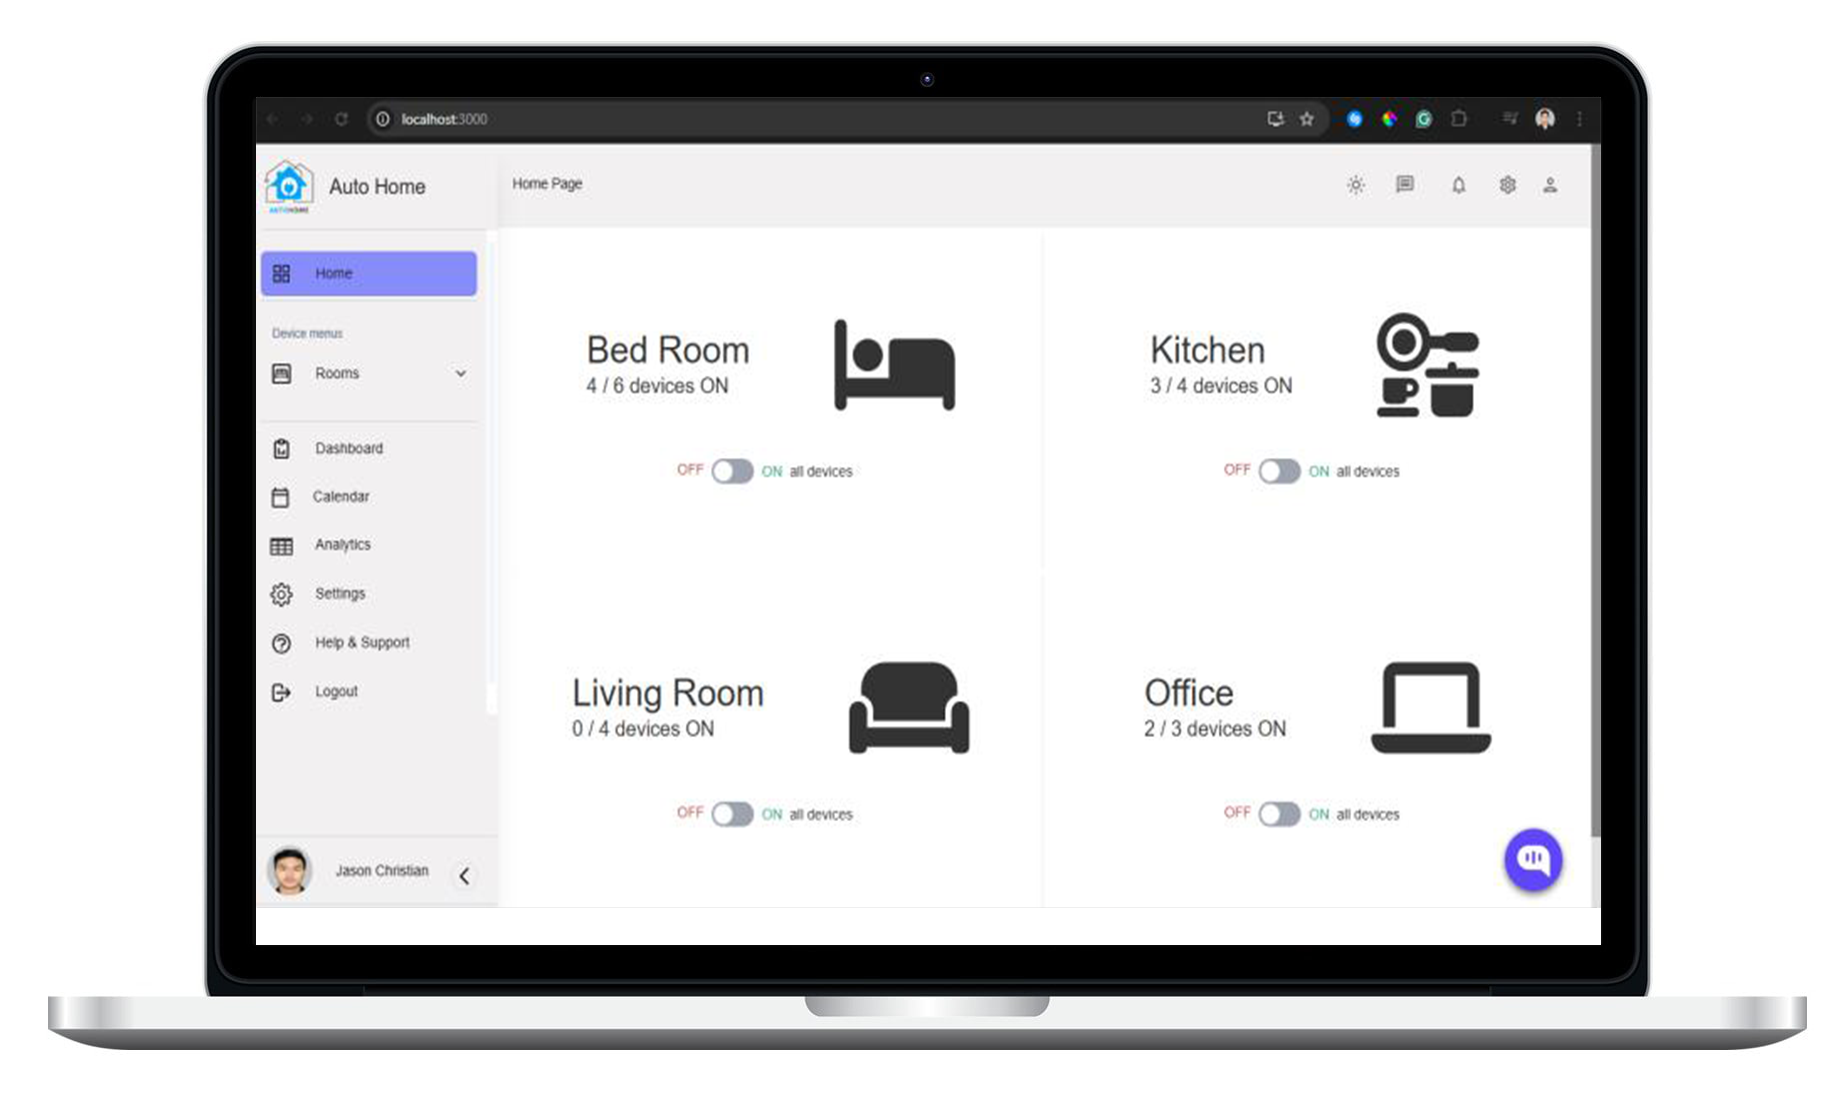 localhost:3000
Auto Home
Home Page
Home
Device menus
Rooms
Dashboard
Calendar
Analytics
Settings
Help & Support
Logout
Jason Christian
Bed Room
4 / 6 devices ON
OFF ON all devices
Kitchen
3 / 4 devices ON
OFF ON all devices
Living Room
0 / 4 devices ON
OFF ON all devices
Office
2 / 3 devices ON
OFF ON all devices